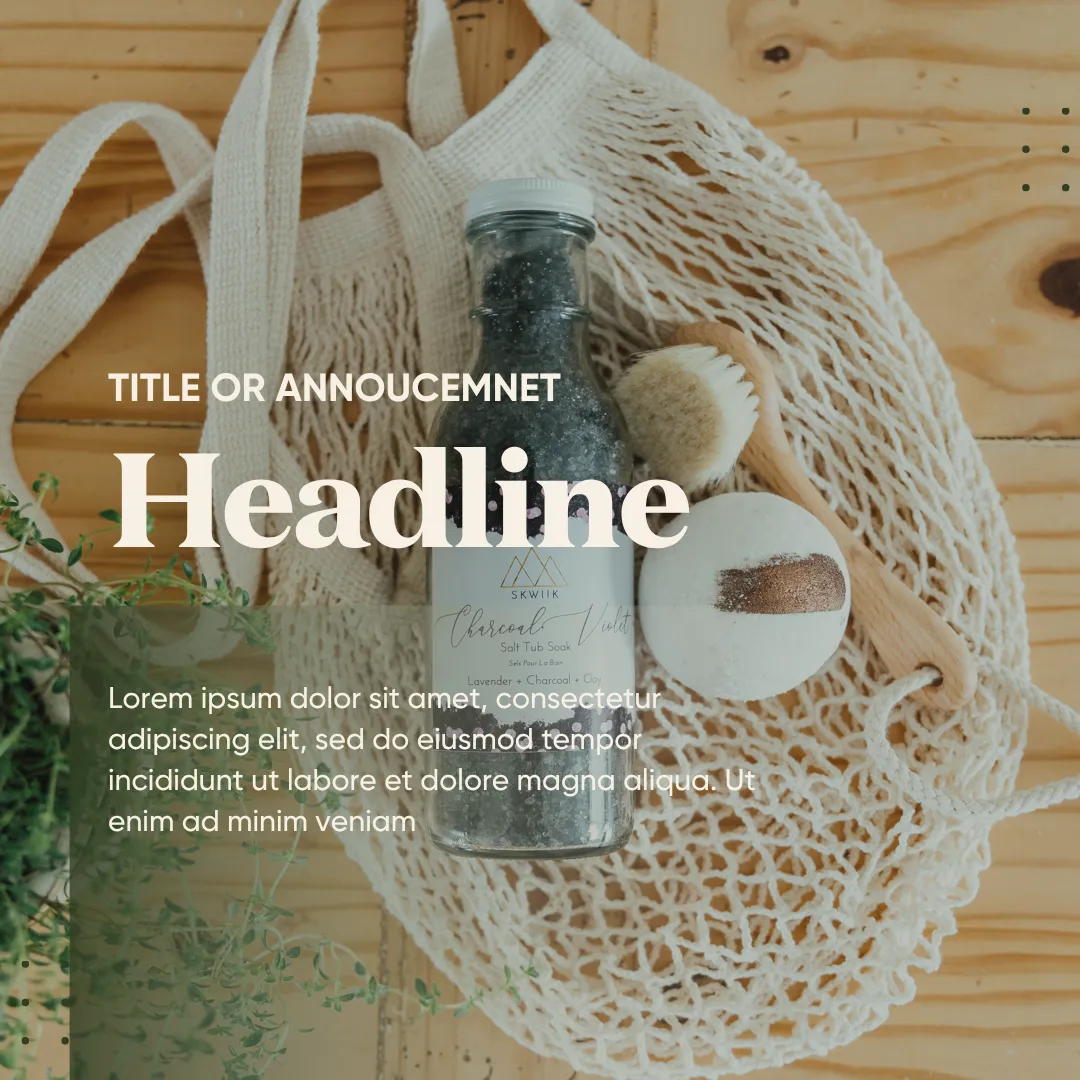 TITLE OR ANNOUCEMNET
Headline
SKWIIK
Charcoal Violet
Salt Tub Soak
Sels Pour La Bain
Lavender + Charcoal + Clay
Lorem ipsum dolor sit amet, consectetur
adipiscing elit, sed do eiusmod tempor
incididunt ut labore et dolore magna aliqua. Ut
enim ad minim veniam